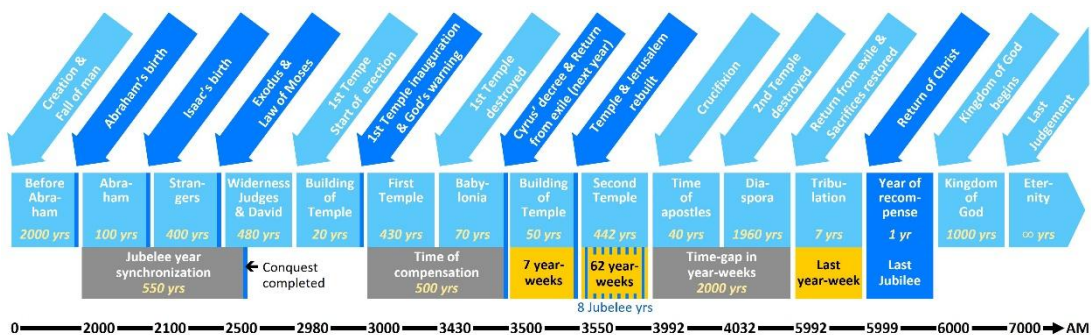 Creation &
Fall of man
Abraham's birth
Isaac's birth
Exodus &
Law of Moses
1st Tempe
Start of erection
1st Temple inauguration
& God's warning
1st Temple
destroyed
Cyrus' decree & Return
from exile (next year)
Temple & Jerusalem
rebuilt
Crucifixion
2nd Temple
destroyed
Return from exile &
Sacrifices restored
Return of Christ
Kingdom of God
begins
Last
Judgement
Before
Abra-
ham
2000 yrs
Abra-
ham
100 yrs
Stran-
gers
400 yrs
Widerness
Judges
& David
480 yrs
Building
of
Temple
20 yrs
First
Temple
430 yrs
Baby-
lonia
70 yrs
Building
of
Temple
50 yrs
Second
Temple
442 yrs
Time of
apostles
40 yrs
Dia-
spora
1960 yrs
Tribu-
lation
7 yrs
Year of
recom-
pense
1 yr
Kingdom
of
God
1000 yrs
Eter-
nity
∞ yrs
Jubelee year
synchronization
550 yrs
← Conquest
completed
Time of
compensation
500 yrs
7 year-
weeks
62 year-
weeks
8 Jubelee yrs
Time-gap in
year-weeks
2000 yrs
Last
year-week
Last
Jubilee
0 2000 2100 2500 2980 3000 3430 3500 3550 3992 4032 5992 5999 6000 7000 AM